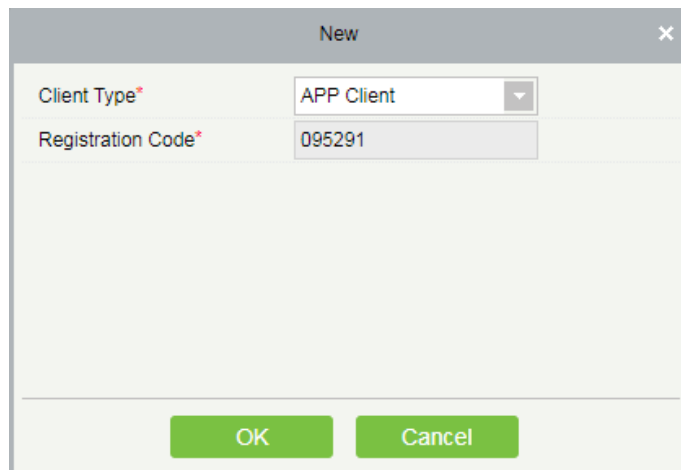 New
Client Type* APP Client
Registration Code* 095291
OK Cancel